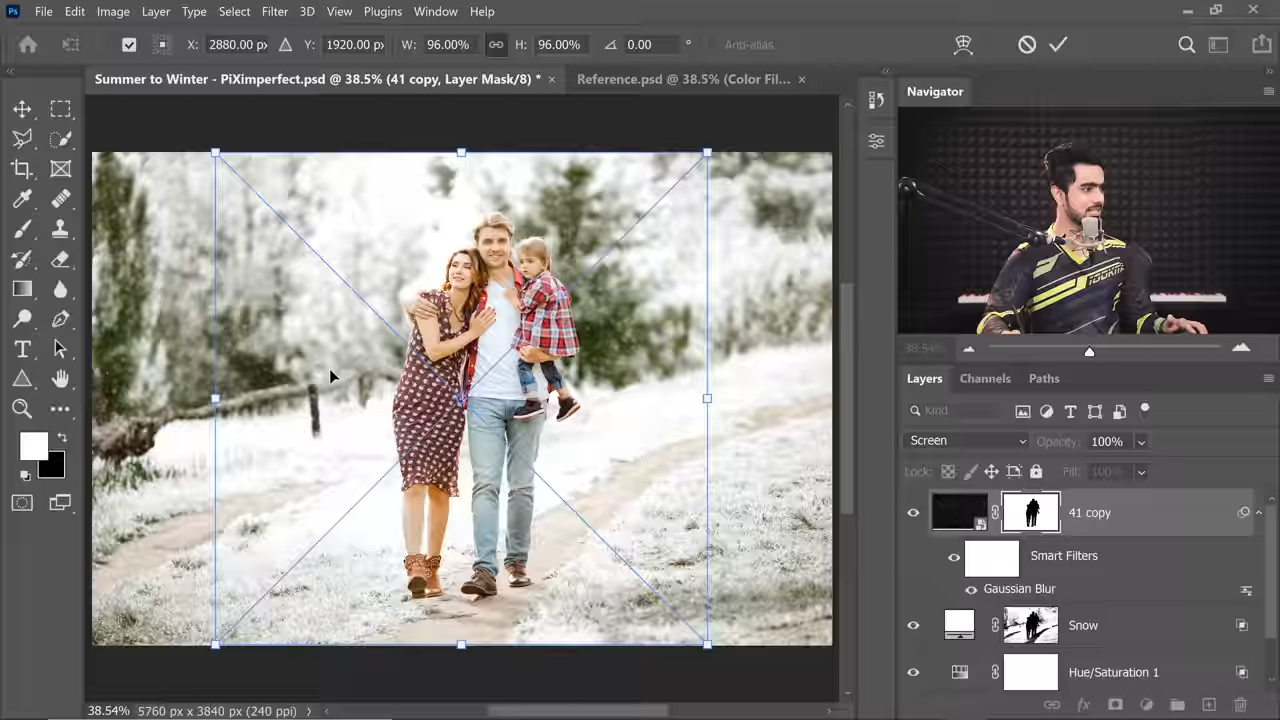 Ps File Edit Image Layer Type Select Filter 3D View Plugins Window Help
X: 2880.00 px Y: 1920.00 px W: 96.00% H: 96.00% 0.00 ° Anti-alias
Summer to Winter - PiXimperfect.psd @ 38.5% (41 copy, Layer Mask/8) * × Reference.psd @ 38.5% (Color Fil... ×
Navigator
38.54%
Layers Channels Paths
Kind
Screen Opacity: 100%
Lock: Fill: 100%
41 copy
Smart Filters
Gaussian Blur
Snow
Hue/Saturation 1
38.54% 5760 px x 3840 px (240 ppi)